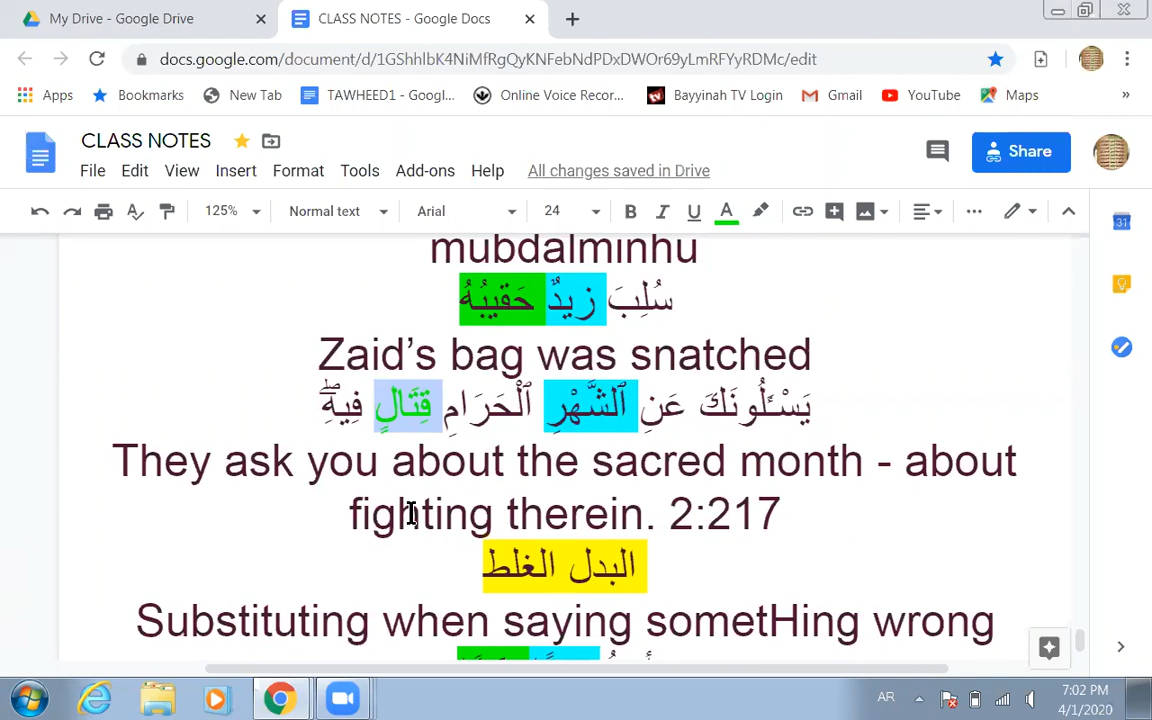 My Drive - Google Drive
CLASS NOTES - Google Docs
docs.google.com/document/d/1GShhlbK4NiMfRgQyKNFebNdPDxDWOr69yLmRFYyRDMc/edit
Apps Bookmarks New Tab TAWHEED1 - Googl... Online Voice Recor... Bayyinah TV Login Gmail YouTube Maps »
CLASS NOTES
Share
File Edit View Insert Format Tools Add-ons Help All changes saved in Drive
125% Normal text Arial 24 B I U A
31
mubdalminhu
سُلِبَ زيدٌ حَقيبُهُ
Zaid's bag was snatched
يَسْـَٔلُونَكَ عَنِ ٱلشَّهْرِ ٱلْحَرَامِ قِتَالٍ فِيهِ ۖ
They ask you about the sacred month - about
fighting therein. 2:217
البدل الغلط
Substituting when saying sometHing wrong
AR
7:02 PM
4/1/2020